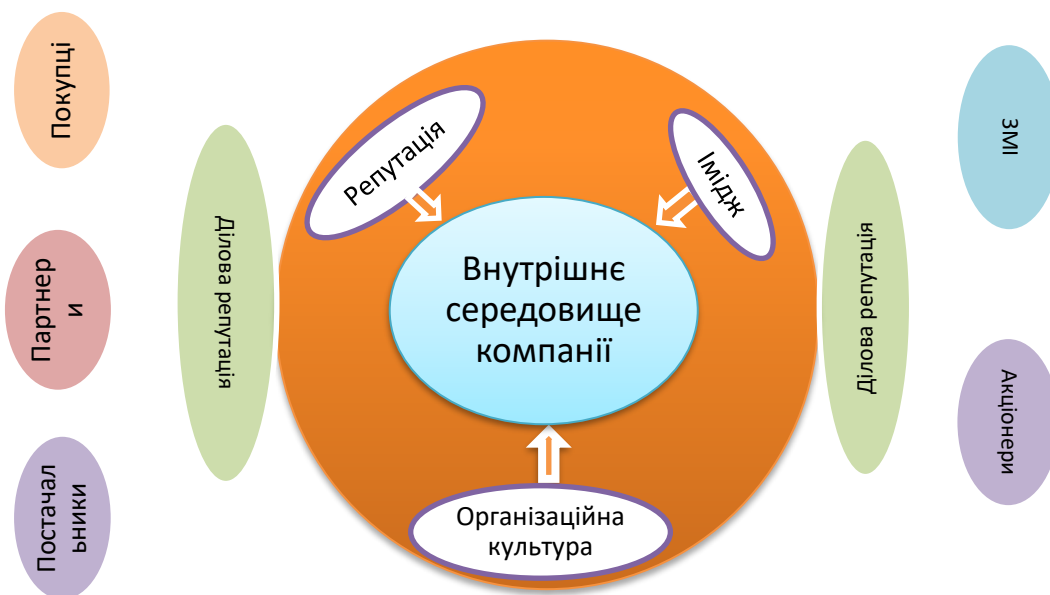 Покупці
Партнер
и
Постачал
ьники
Ділова репутація
Репутація
Імідж
Внутрішнє
середовище
компанії
Організаційна
культура
Ділова репутація
ЗМІ
Акціонери